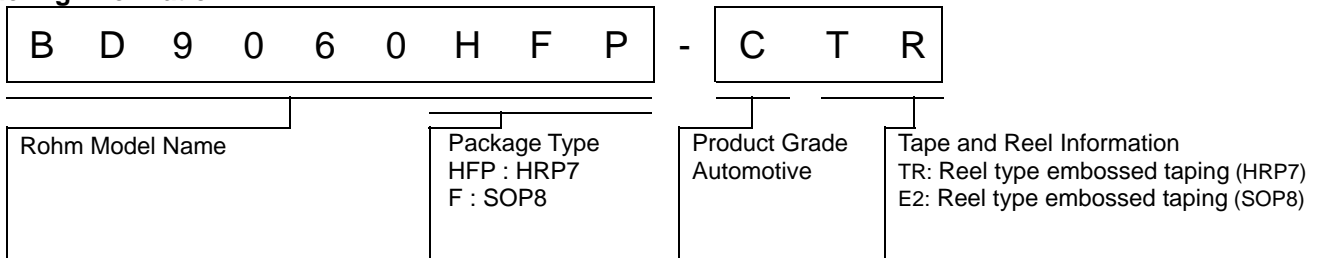 B D 9 0 6 0 H F P - C T R
Rohm Model Name
Package Type
HFP : HRP7
F : SOP8
Product Grade
Automotive
Tape and Reel Information
TR: Reel type embossed taping (HRP7)
E2: Reel type embossed taping (SOP8)